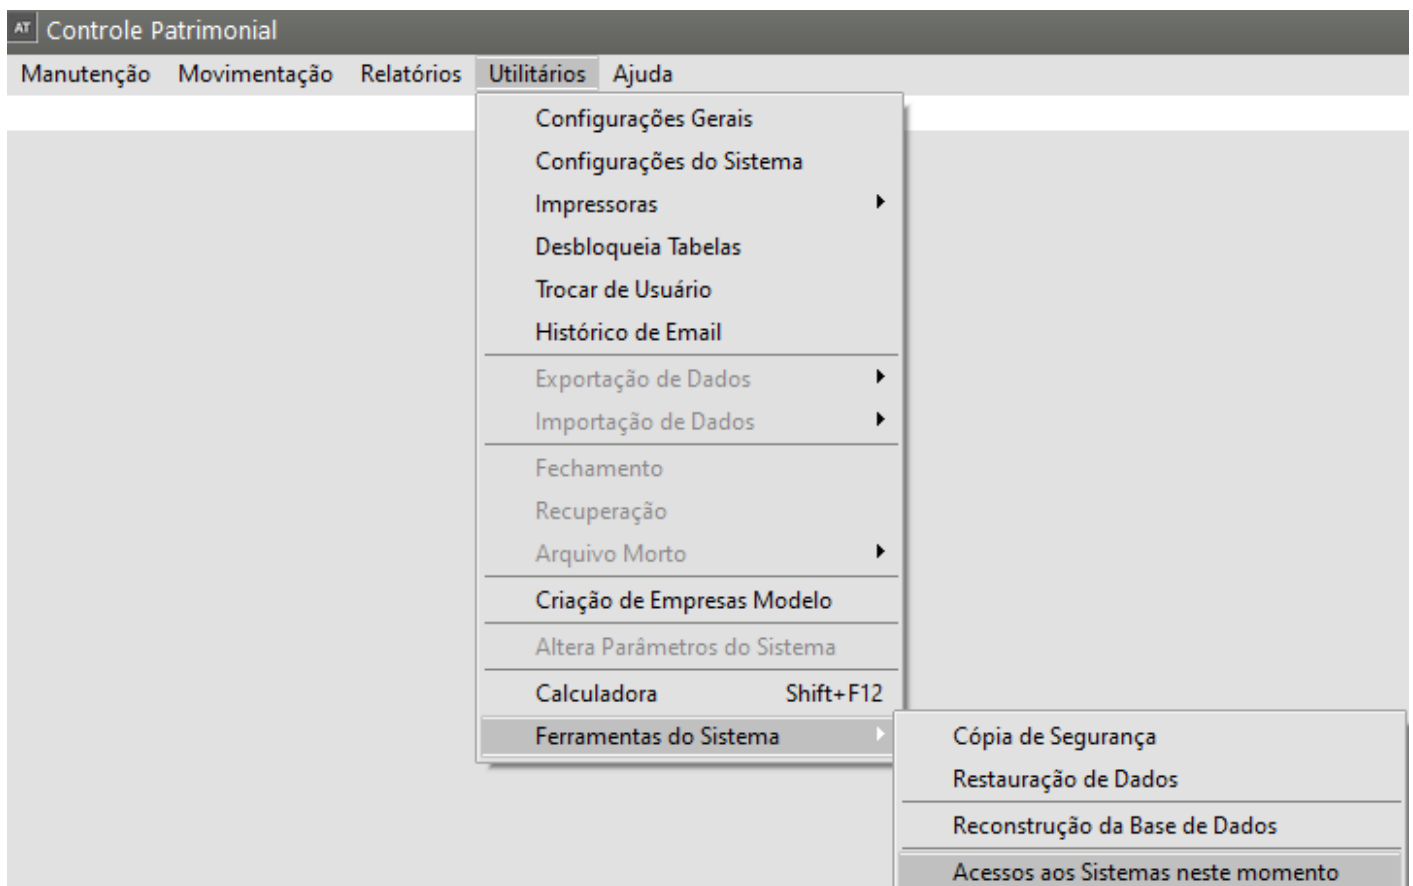 AT Controle Patrimonial
Manutenção Movimentação Relatórios Utilitários Ajuda
Configurações Gerais
Configurações do Sistema
Impressoras
Desbloqueia Tabelas
Trocar de Usuário
Histórico de Email
Exportação de Dados
Importação de Dados
Fechamento
Recuperação
Arquivo Morto
Criação de Empresas Modelo
Altera Parâmetros do Sistema
Calculadora Shift+F12
Ferramentas do Sistema
Cópia de Segurança
Restauração de Dados
Reconstrução da Base de Dados
Acessos aos Sistemas neste momento